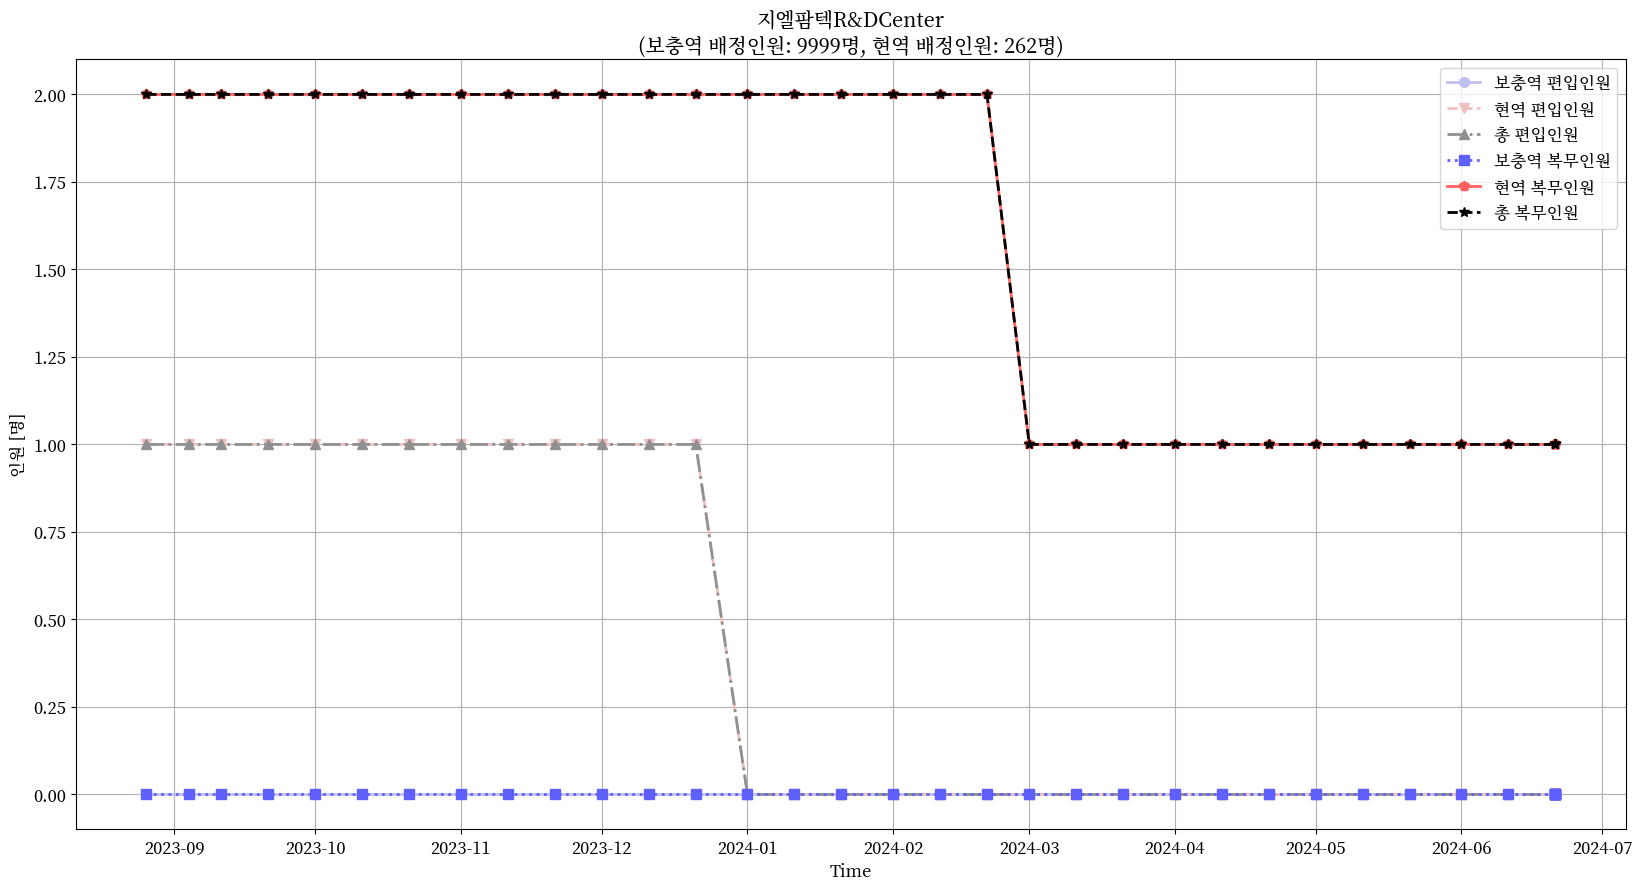 지엘팜텍R&DCenter
(보충역 배정인원: 9999명, 현역 배정인원: 262명)
보충역 편입인원
현역 편입인원
총 편입인원
보충역 복무인원
현역 복무인원
총 복무인원
인원 [명]
2.00
1.75
1.50
1.25
1.00
0.75
0.50
0.25
0.00
2023-09 2023-10 2023-11 2023-12 2024-01 2024-02 2024-03 2024-04 2024-05 2024-06 2024-07
Time